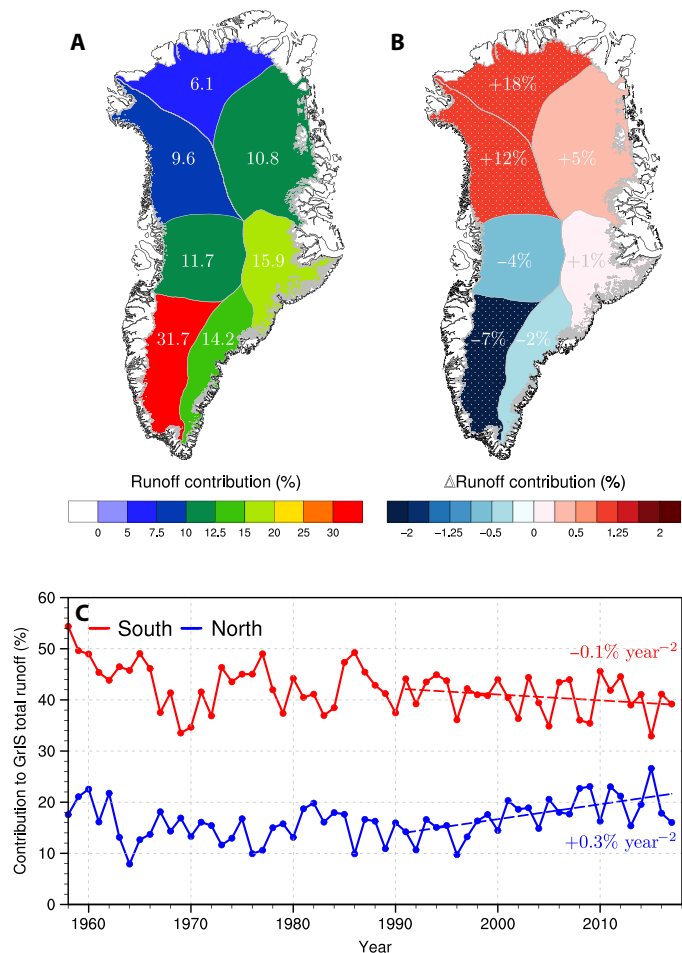 A
B
6.1
+18%
9.6
10.8
+12%
+5%
11.7
15.9
−4%
+1%
31.7
14.2
−7%
−2%
Runoff contribution (%)
ΔRunoff contribution (%)
0 5 7.5 10 12.5 15 25 30
−2 −1.25 −0.5 0 0.5 1.25 2
C
South
North
−0.1% year−2
+0.3% year−2
Contribution to GrIS total runoff (%)
60
50
40
30
20
10
0
1960 1970 1980 1990 2000 2010
Year